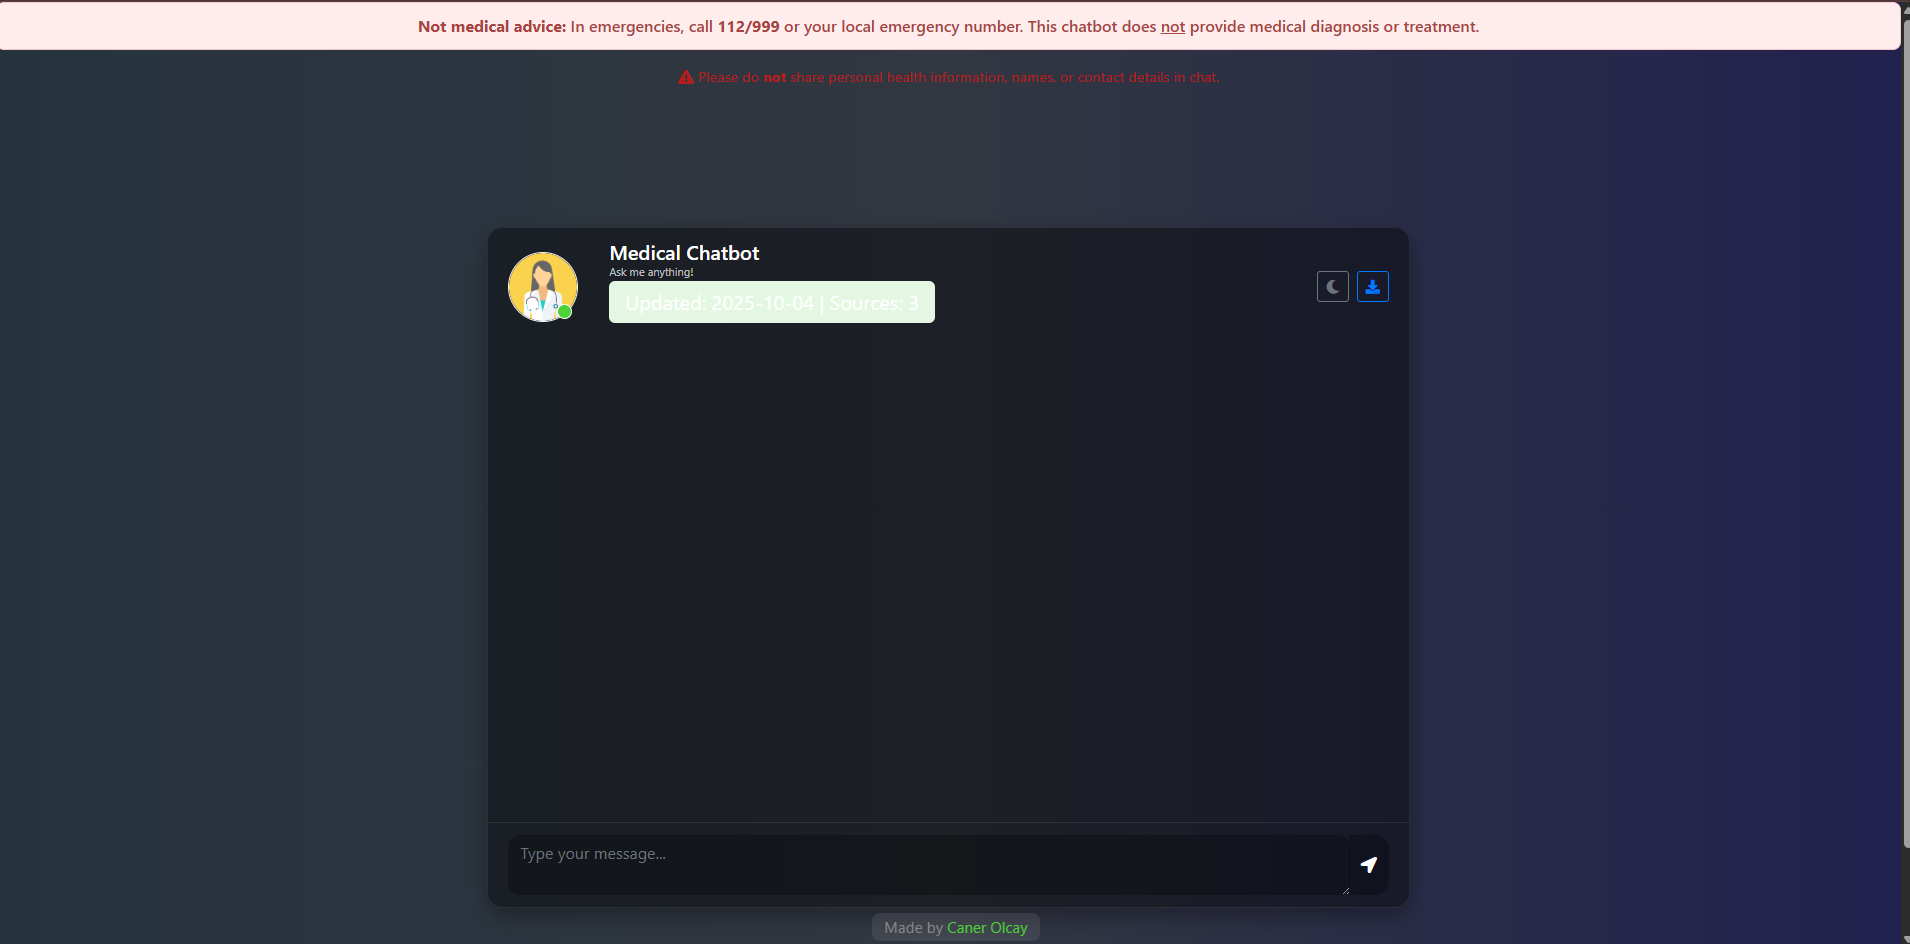 Not medical advice: In emergencies, call 112/999 or your local emergency number. This chatbot does not provide medical diagnosis or treatment.
Please do not share personal health information, names, or contact details in chat.
Medical Chatbot
Ask me anything!
Updated: 2025-10-04 | Sources: 3
Type your message...
Made by Caner Olcay